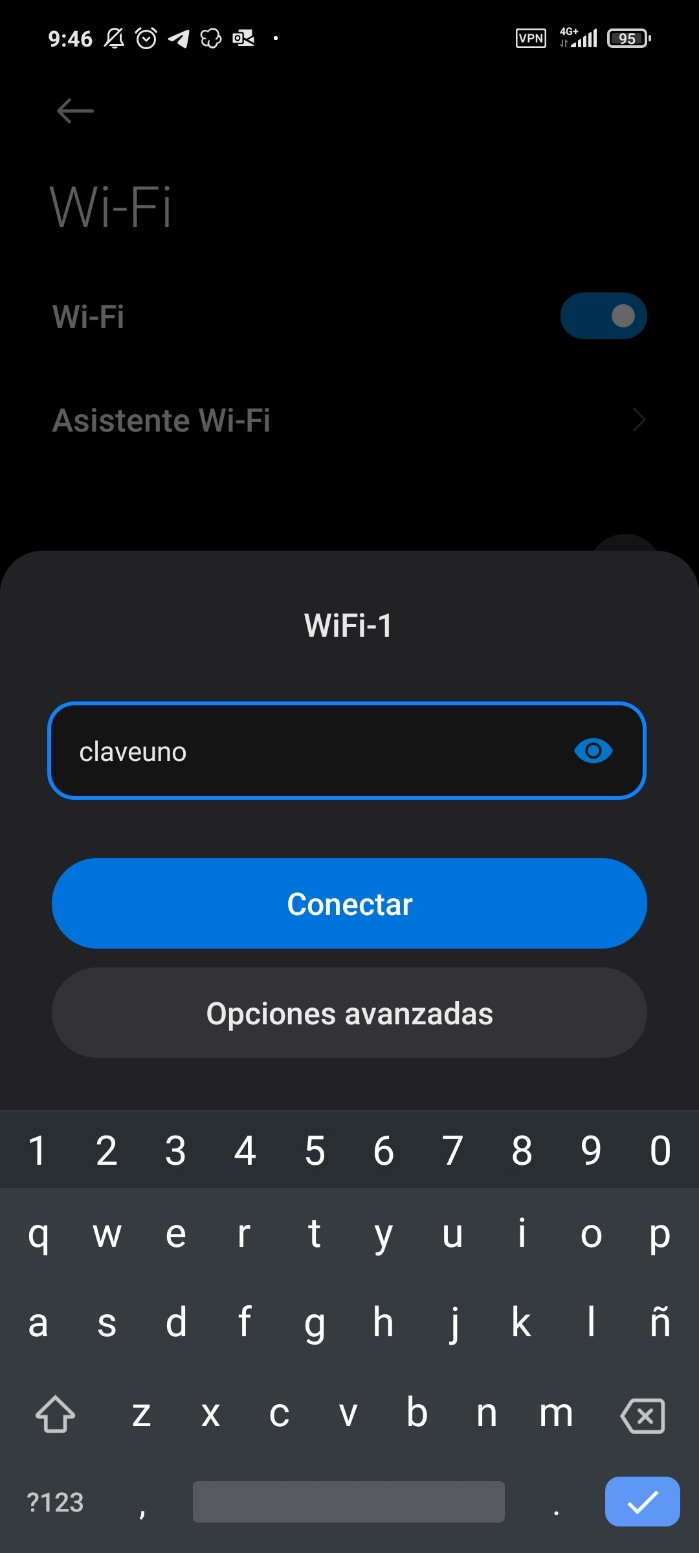 9:46 VPN 4G+ 95
Wi-Fi
Wi-Fi
Asistente Wi-Fi
WiFi-1
claveuno
Conectar
Opciones avanzadas
1 2 3 4 5 6 7 8 9 0
q w e r t y u i o p
a s d f g h j k l ñ
z x c v b n m
?123 , .